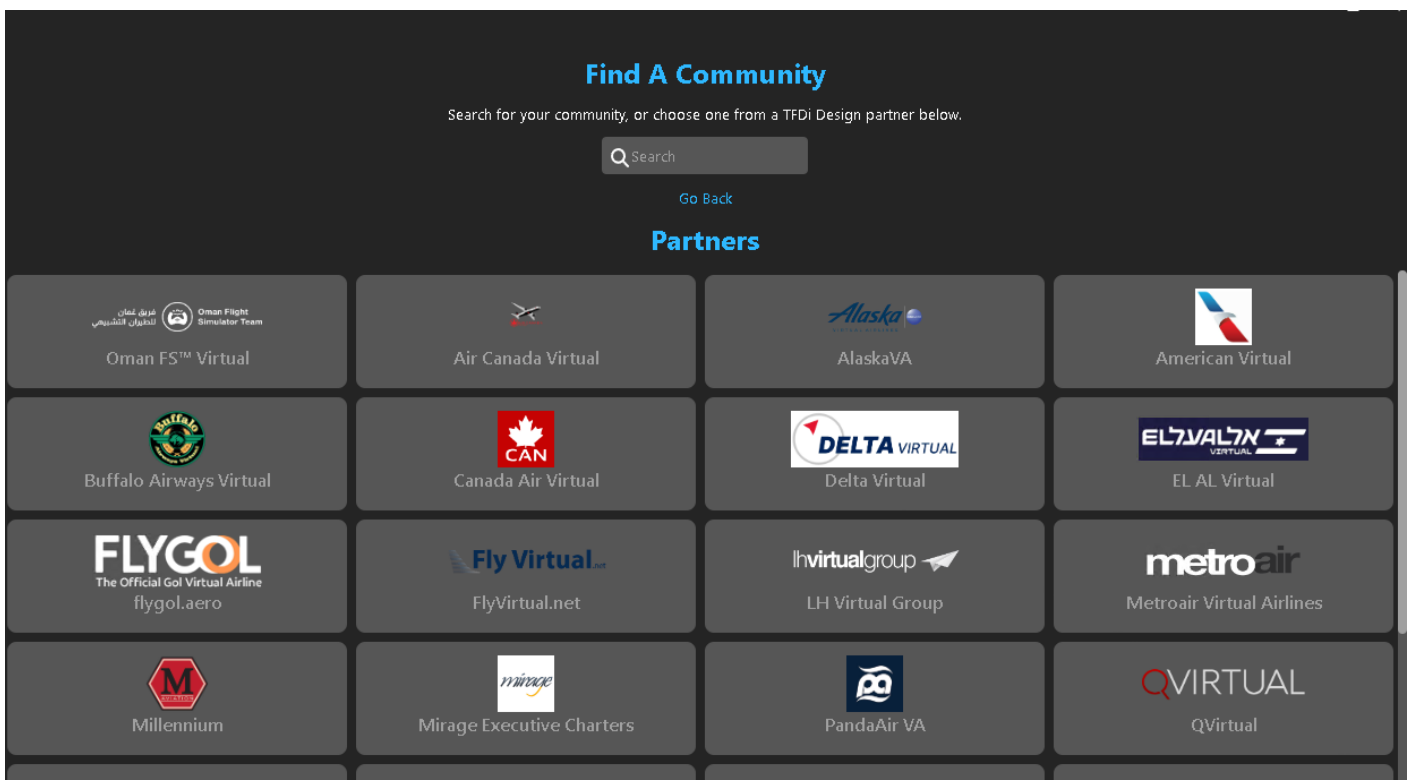 Find A Community
Search for your community, or choose one from a TFDi Design partner below.
Search
Go Back
Partners
فريق عُمان
للطيران التشبيهي
Oman Flight
Simulator Team
Oman FS™ Virtual
Air Canada Virtual
Alaska
AlaskaVA
American Virtual
Buffalo
Buffalo Airways Virtual
CAN
Canada Air Virtual
DELTA VIRTUAL
Delta Virtual
ELאלעלAL
VIRTUAL
EL AL Virtual
FLYGOL
The Official Gol Virtual Airline
flygol.aero
Fly Virtual.net
FlyVirtual.net
lhvirtualgroup
LH Virtual Group
metroair
Metroair Virtual Airlines
M
Millennium
mirage
Mirage Executive Charters
pa
PandaAir VA
QVIRTUAL
QVirtual